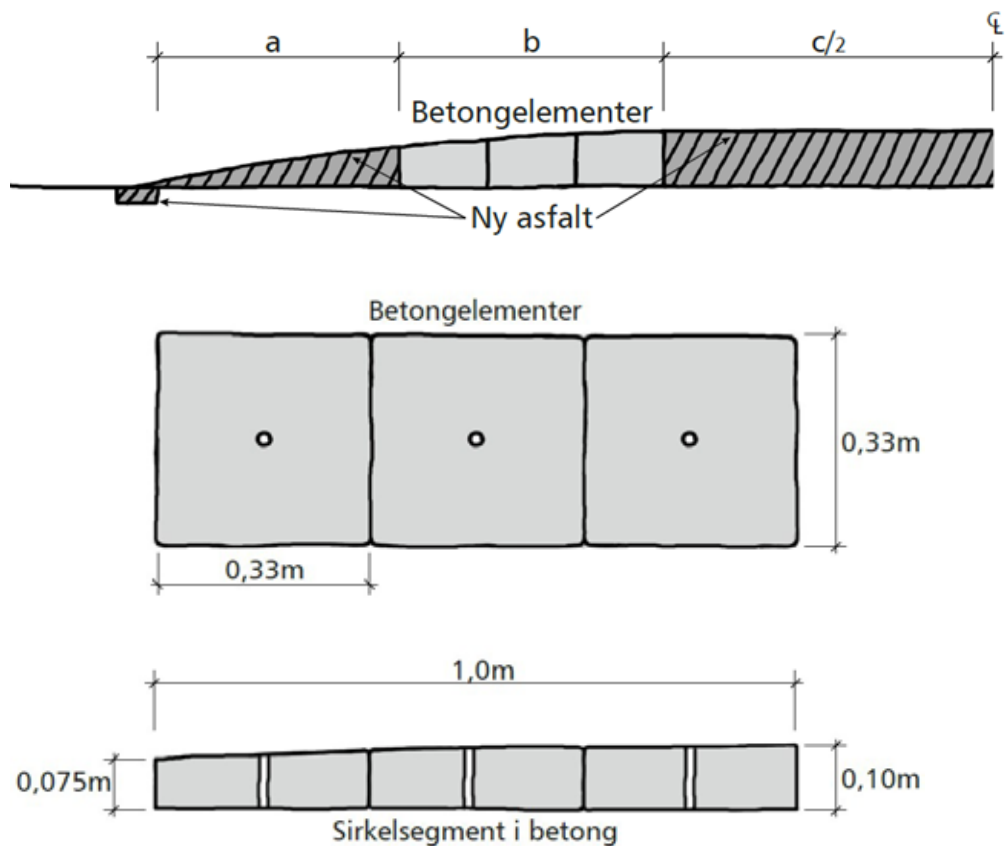 ℄
a b c/2
Betongelementer
Ny asfalt
Betongelementer
0,33m
0,33m
1,0m
0,075m
0,10m
Sirkelsegment i betong